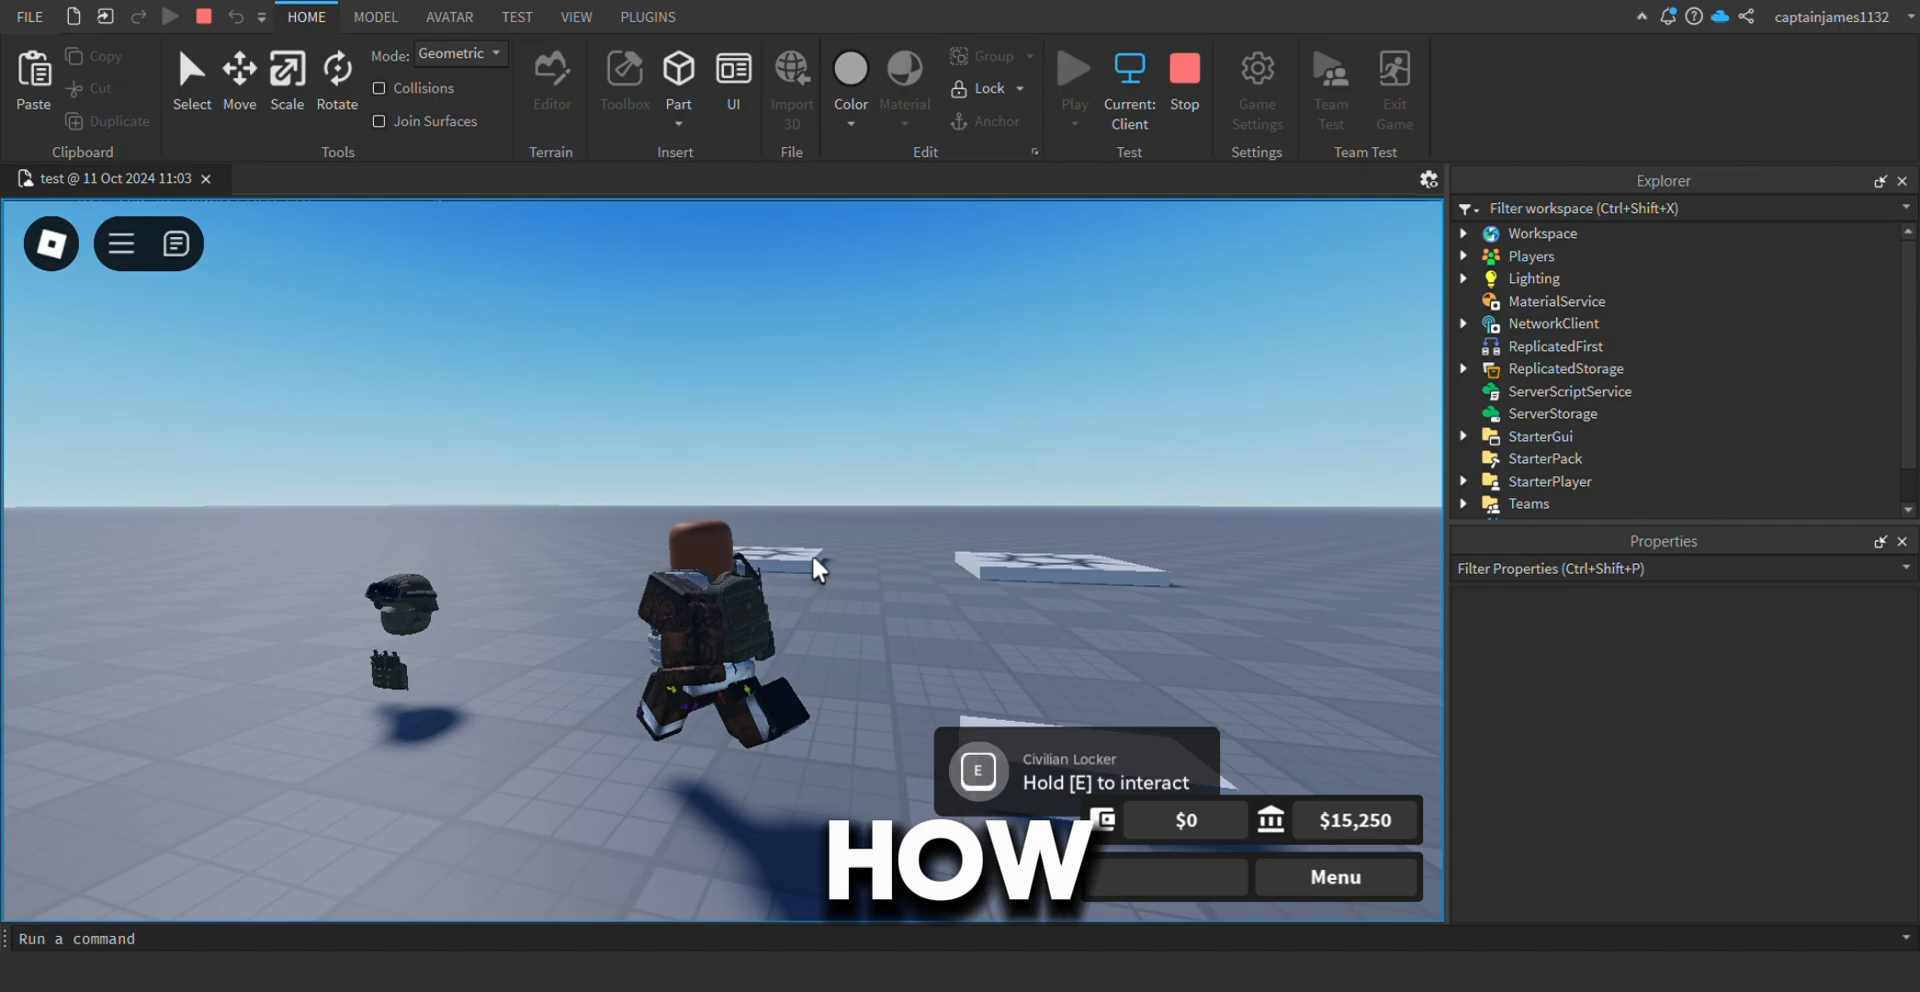 FILE HOME MODEL AVATAR TEST VIEW PLUGINS captainjames1132
Paste Copy Cut Duplicate
Clipboard
Select Move Scale Rotate
Mode: Geometric
Collisions
Join Surfaces
Tools
Editor
Terrain
Toolbox Part UI
Insert
Import
3D
File
Color Material
Group
Lock
Anchor
Edit
Play Current:
Client Stop
Test
Game
Settings
Settings
Team
Test Exit
Game
Team Test
test @ 11 Oct 2024 11:03
Explorer
Filter workspace (Ctrl+Shift+X)
Workspace
Players
Lighting
MaterialService
NetworkClient
ReplicatedFirst
ReplicatedStorage
ServerScriptService
ServerStorage
StarterGui
StarterPack
StarterPlayer
Teams
Properties
Filter Properties (Ctrl+Shift+P)
E
Civilian Locker
Hold [E] to interact
$0 $15,250
Menu
HOW
Run a command